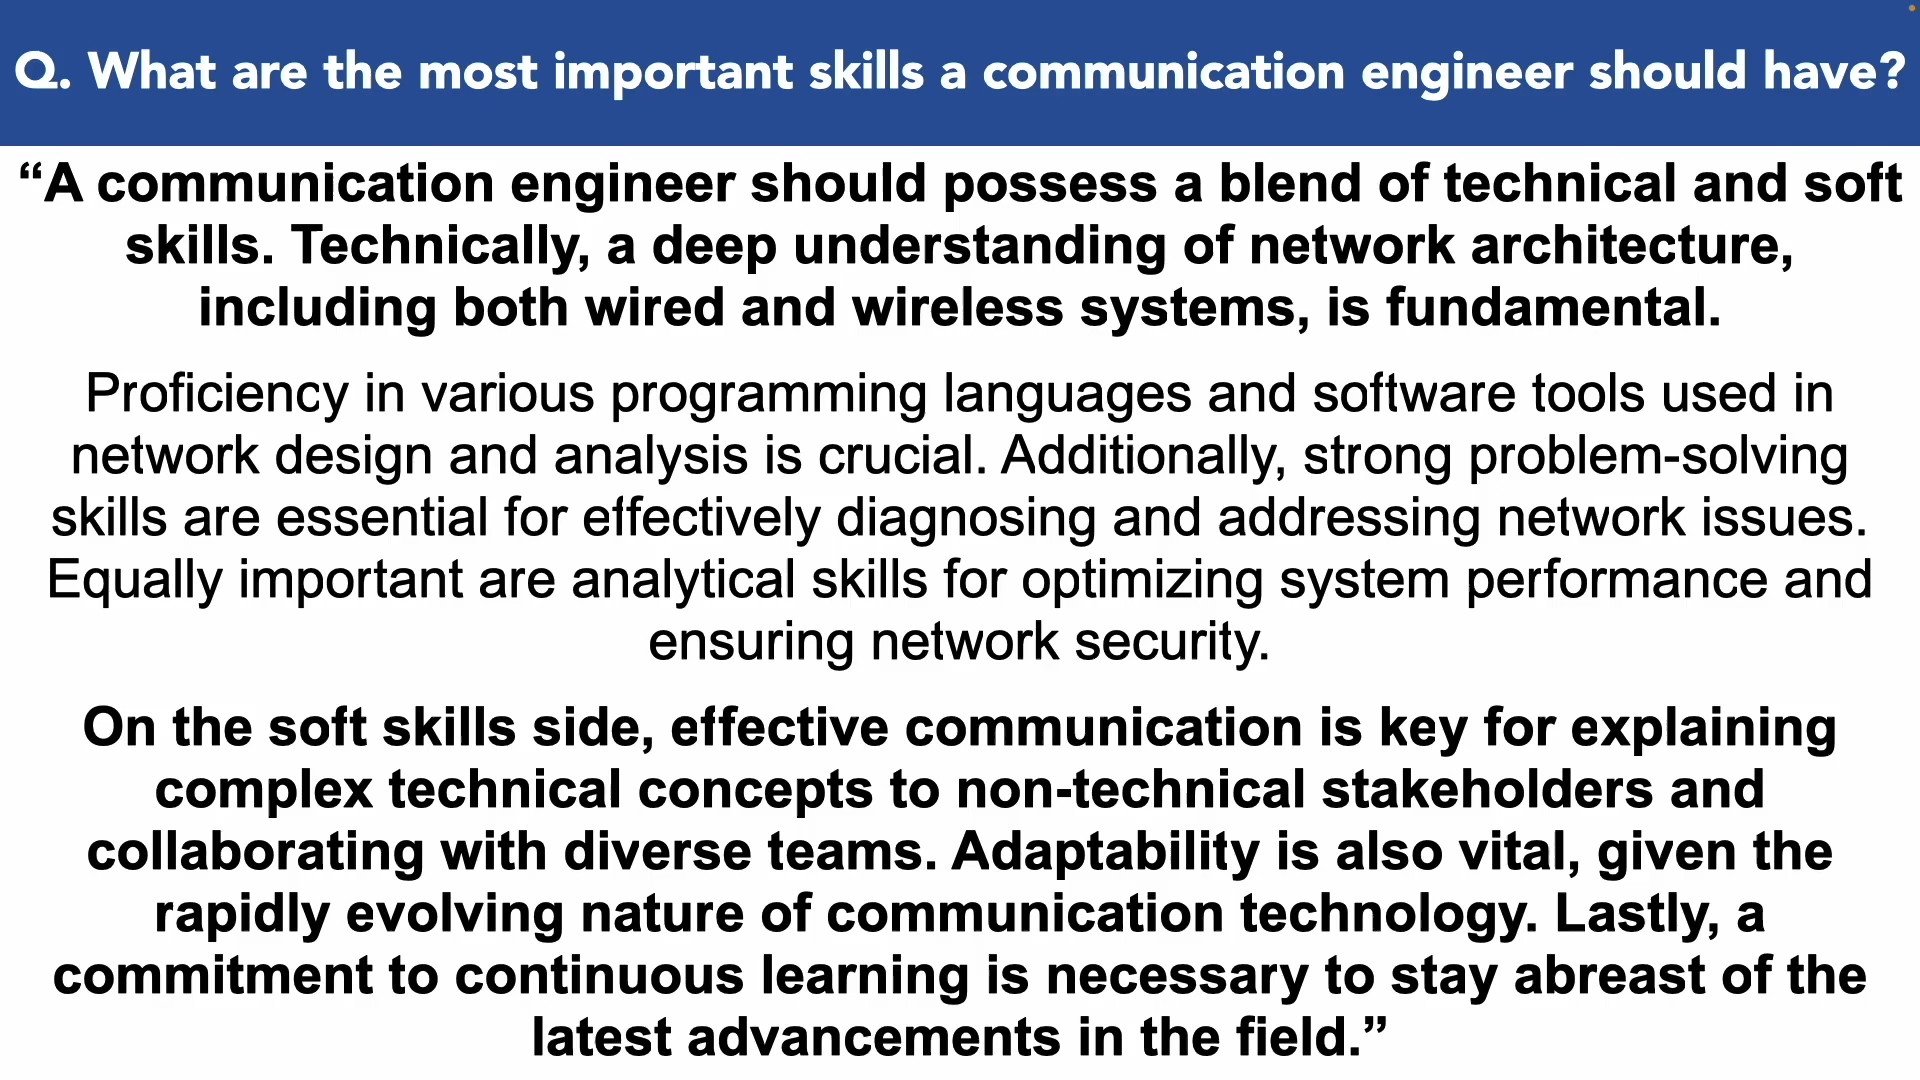 Q. What are the most important skills a communication engineer should have?
“A communication engineer should possess a blend of technical and soft
skills. Technically, a deep understanding of network architecture,
including both wired and wireless systems, is fundamental.
Proficiency in various programming languages and software tools used in
network design and analysis is crucial. Additionally, strong problem-solving
skills are essential for effectively diagnosing and addressing network issues.
Equally important are analytical skills for optimizing system performance and
ensuring network security.
On the soft skills side, effective communication is key for explaining
complex technical concepts to non-technical stakeholders and
collaborating with diverse teams. Adaptability is also vital, given the
rapidly evolving nature of communication technology. Lastly, a
commitment to continuous learning is necessary to stay abreast of the
latest advancements in the field.”